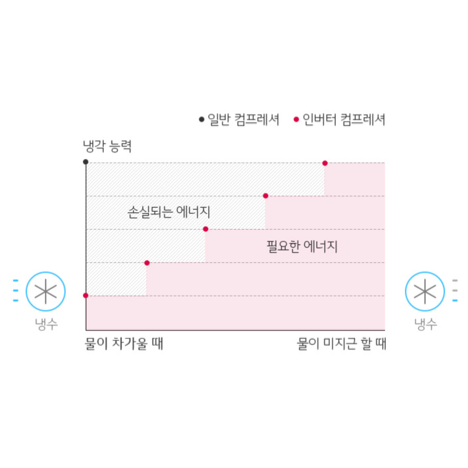 일반 컴프레셔 인버터 컴프레셔
냉각 능력
손실되는 에너지
필요한 에너지
냉수
냉수
물이 차가울 때
물이 미지근 할 때